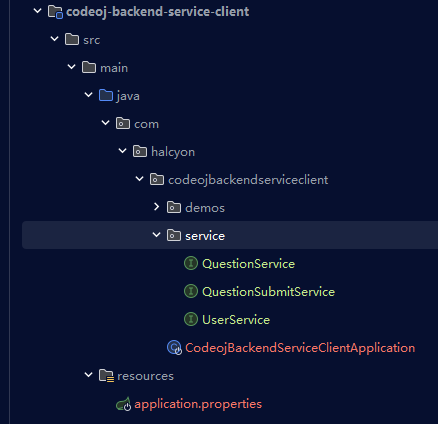 codeoj-backend-service-client
src
main
java
com
halcyon
codeojbackendserviceclient
demos
service
QuestionService
QuestionSubmitService
UserService
CodeojBackendServiceClientApplication
resources
application.properties